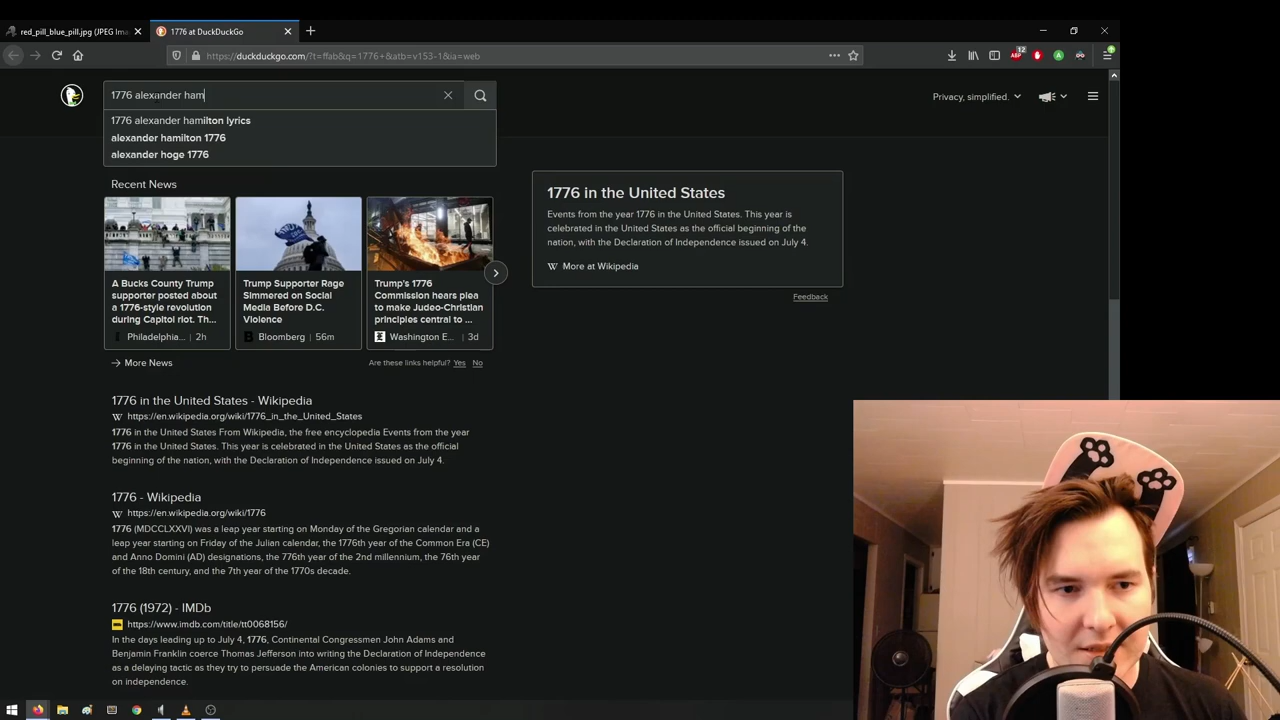 red_pill_blue_pill.jpg (JPEG Ima
1776 at DuckDuckGo
https://duckduckgo.com/?t=ffab&q=1776+&atb=v153-1&ia=web
12
ABP
A
1776 alexander ham
Privacy, simplified.
1776 alexander hamilton lyrics
alexander hamilton 1776
alexander hoge 1776
Recent News
A Bucks County Trump
supporter posted about
a 1776-style revolution
during Capitol riot. Th...
Philadelphia... | 2h
Trump Supporter Rage
Simmered on Social
Media Before D.C.
Violence
B Bloomberg | 56m
Trump's 1776
Commission hears plea
to make Judeo-Christian
principles central to ...
Washington E... | 3d
More News
Are these links helpful? Yes No
1776 in the United States
Events from the year 1776 in the United States. This year is
celebrated in the United States as the official beginning of the
nation, with the Declaration of Independence issued on July 4.
W More at Wikipedia
Feedback
1776 in the United States - Wikipedia
W https://en.wikipedia.org/wiki/1776_in_the_United_States
1776 in the United States From Wikipedia, the free encyclopedia Events from the year
1776 in the United States. This year is celebrated in the United States as the official
beginning of the nation, with the Declaration of Independence issued on July 4.
1776 - Wikipedia
W https://en.wikipedia.org/wiki/1776
1776 (MDCCLXXVI) was a leap year starting on Monday of the Gregorian calendar and a
leap year starting on Friday of the Julian calendar, the 1776th year of the Common Era (CE)
and Anno Domini (AD) designations, the 776th year of the 2nd millennium, the 76th year
of the 18th century, and the 7th year of the 1770s decade.
1776 (1972) - IMDb
https://www.imdb.com/title/tt0068156/
In the days leading up to July 4, 1776, Continental Congressmen John Adams and
Benjamin Franklin coerce Thomas Jefferson into writing the Declaration of Independence
as a delaying tactic as they try to persuade the American colonies to support a resolution
on independence.